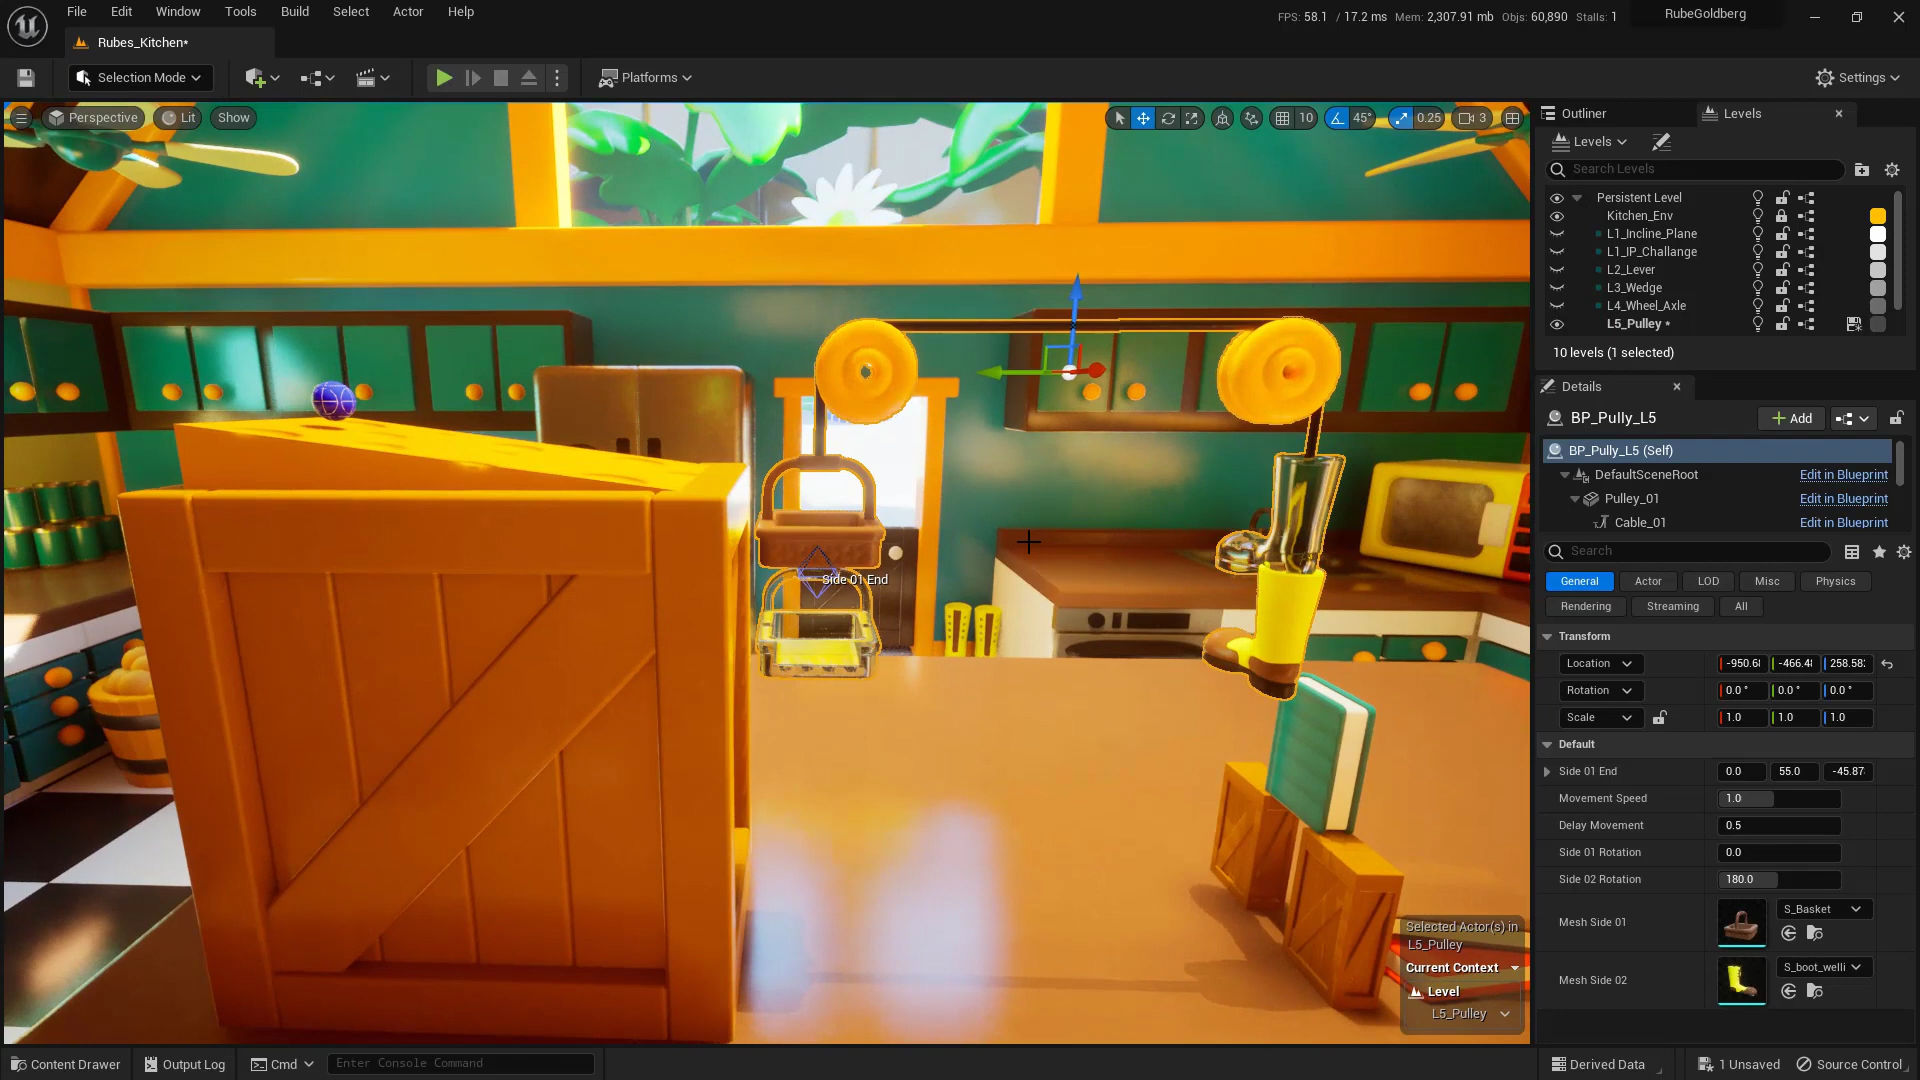 File Edit Window Tools Build Select Actor Help
FPS: 58.1 / 17.2 ms Mem: 2,307.91 mb Objs: 60,890 Stalls: 1
RubeGoldberg
Rubes_Kitchen*
Selection Mode
Platforms
Settings
Perspective Lit Show
10 45° 0.25 3
Outliner Levels
Levels
Search Levels
Persistent Level
Kitchen_Env
L1_Incline_Plane
L1_IP_Challange
L2_Lever
L3_Wedge
L4_Wheel_Axle
L5_Pulley *
10 levels (1 selected)
Details
BP_Pully_L5 Add
BP_Pully_L5 (Self)
DefaultSceneRoot Edit in Blueprint
Pulley_01 Edit in Blueprint
Cable_01 Edit in Blueprint
Search
General Actor LOD Misc Physics
Rendering Streaming All
Transform
Location -950.6 -466.4 258.58
Rotation 0.0 ° 0.0 ° 0.0 °
Scale 1.0 1.0 1.0
Default
Side 01 End 0.0 55.0 -45.87
Movement Speed 1.0
Delay Movement 0.5
Side 01 Rotation 0.0
Side 02 Rotation 180.0
Mesh Side 01 S_Basket
Mesh Side 02 S_boot_welli
Side 01 End
Selected Actor(s) in
L5_Pulley
Current Context
Level
L5_Pulley
Content Drawer Output Log Cmd Enter Console Command
Derived Data 1 Unsaved Source Control